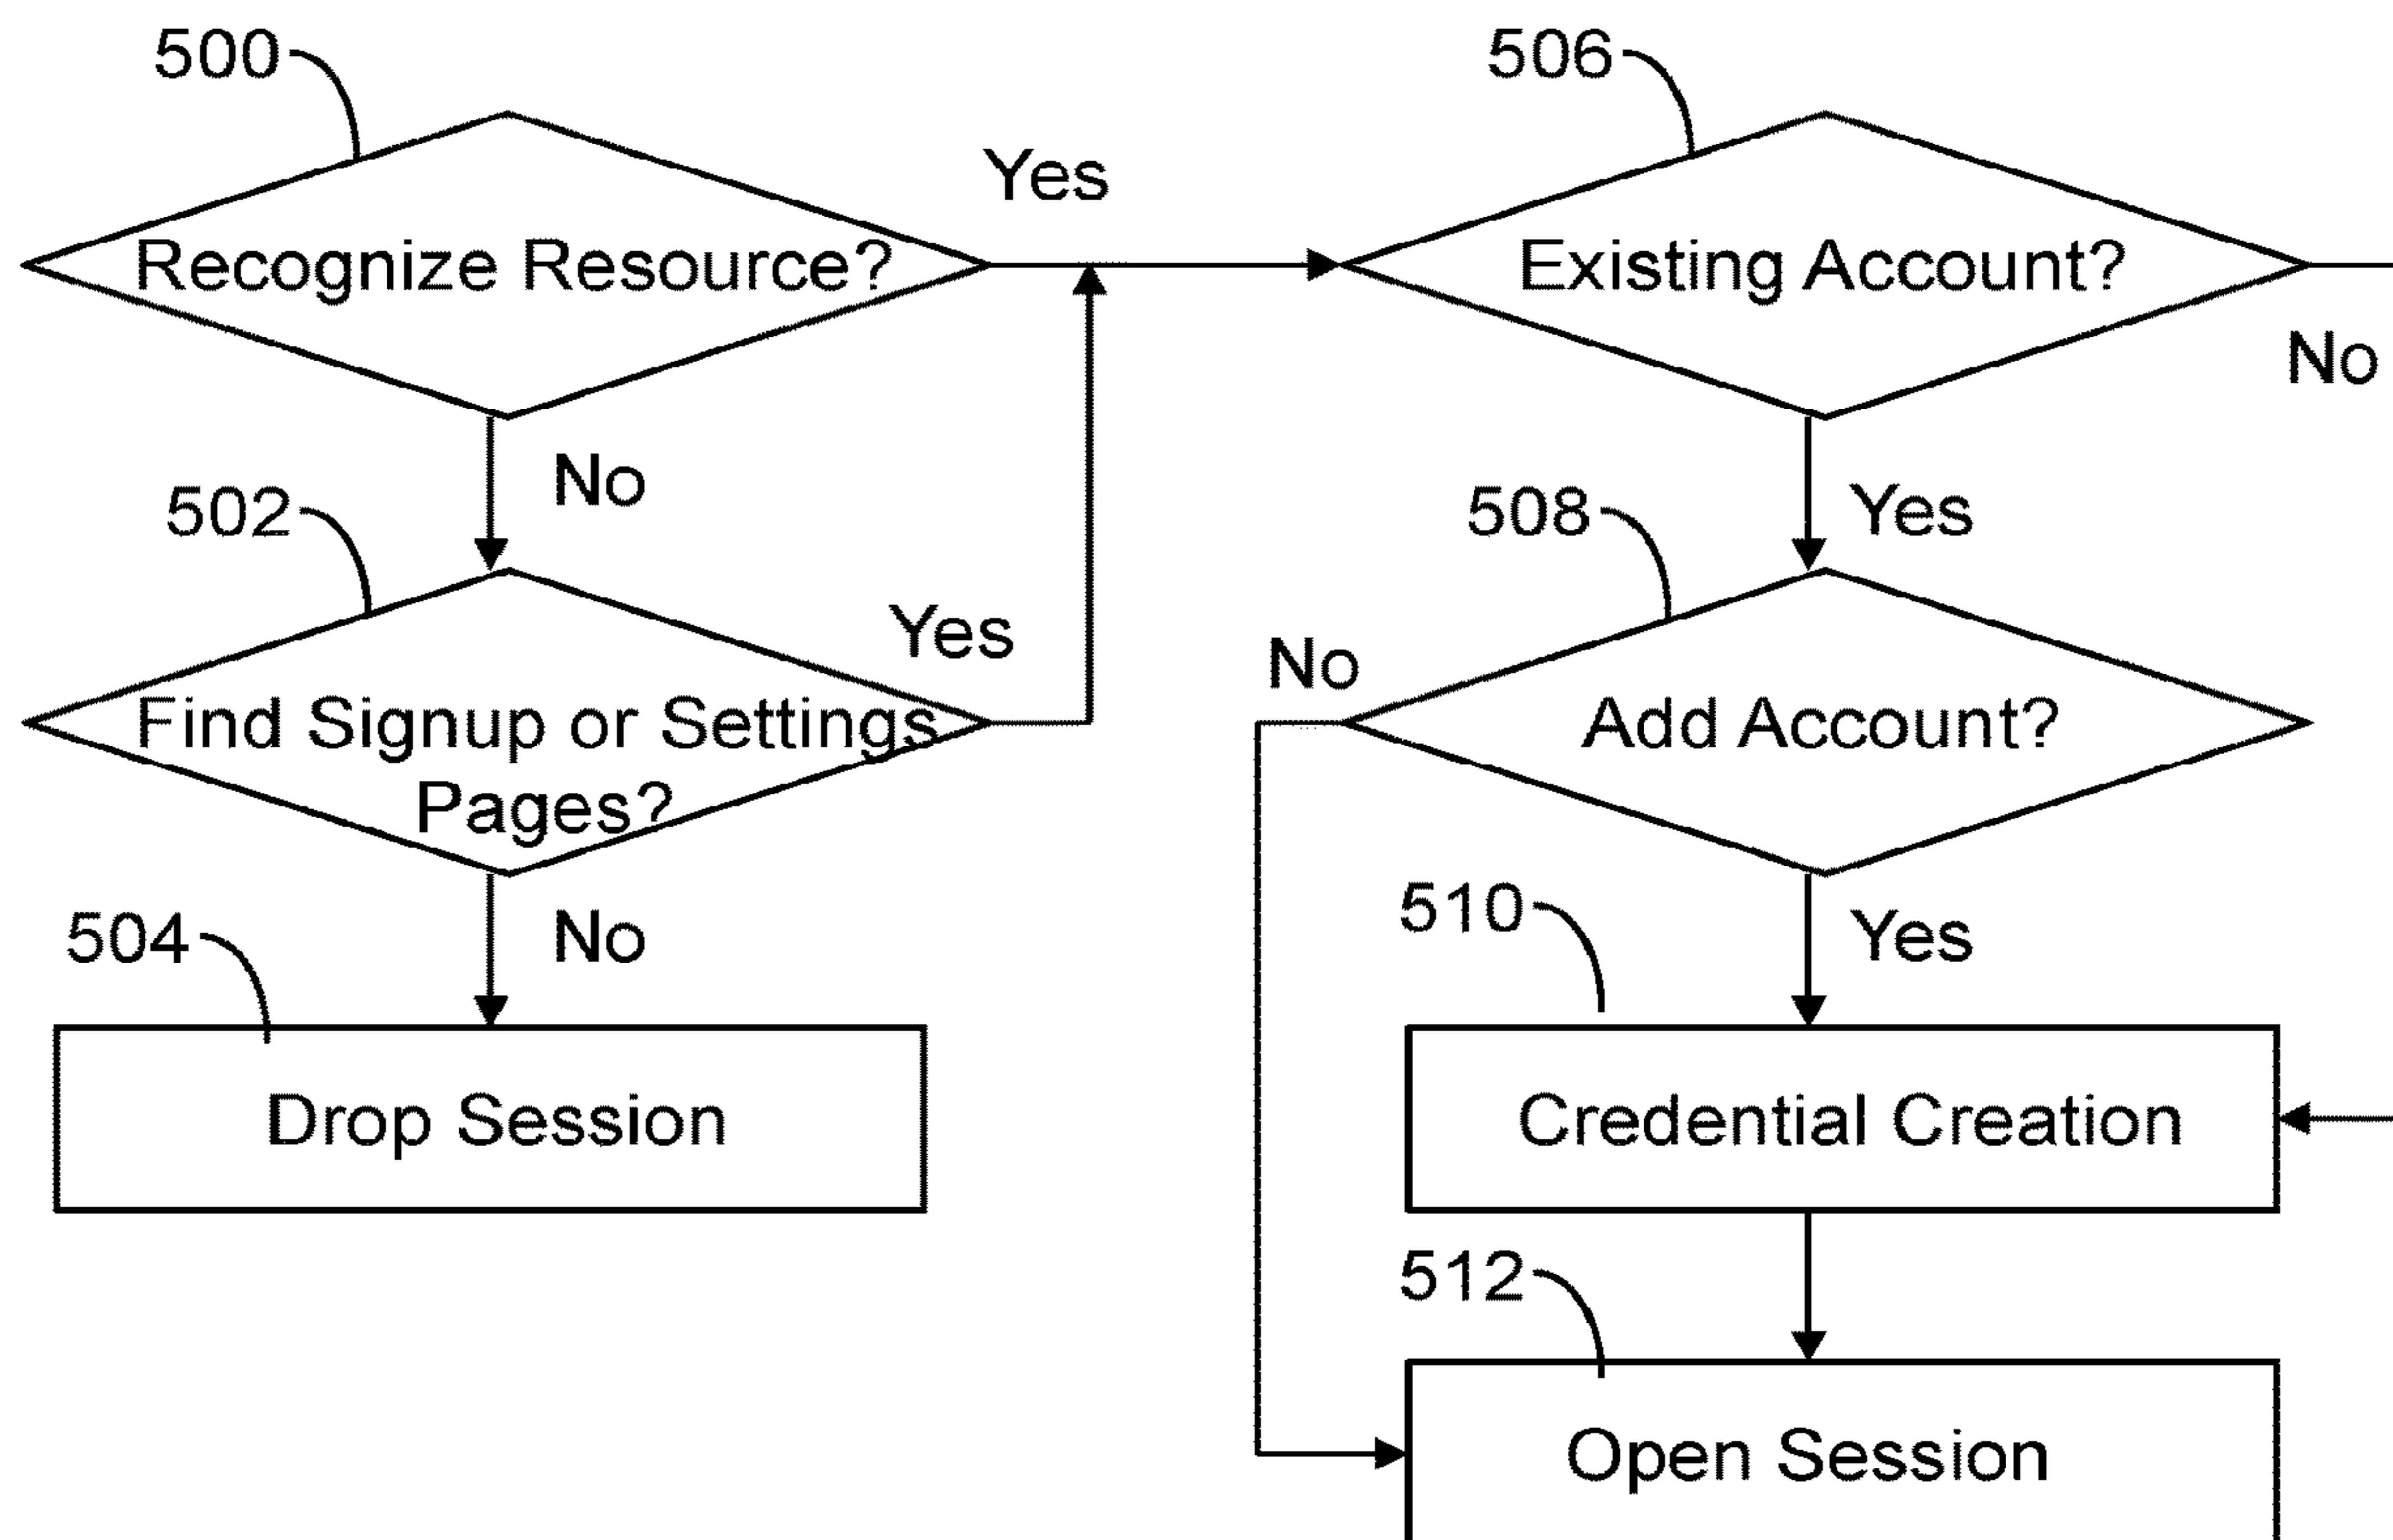 500
506
Yes
Recognize Resource?
Existing Account?
No
No
502
508
Yes
Yes
No
Find Signup or Settings
Pages?
Add Account?
504
No
510
Yes
Drop Session
Credential Creation
512
Open Session